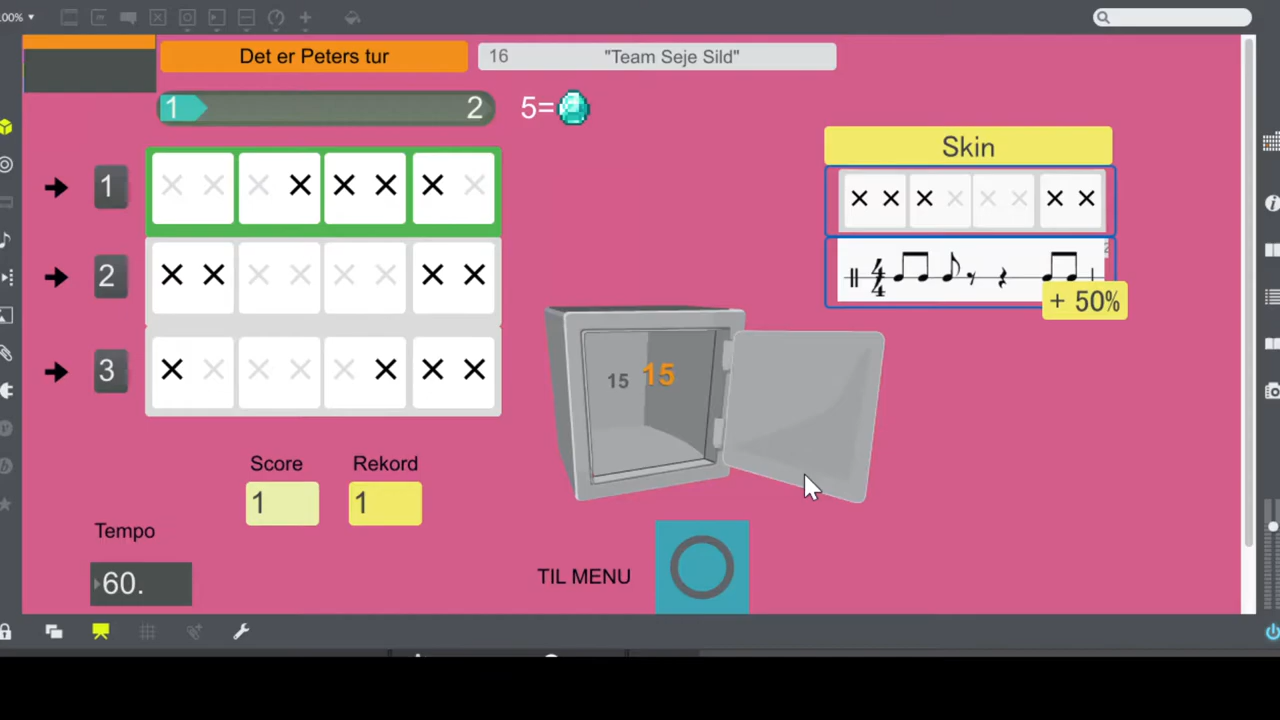 00%
Det er Peters tur
16 "Team Seje Sild"
1 2
5=
Skin
1
2
3
+ 50%
15 15
Score Rekord
1 1
Tempo
60.
TIL MENU